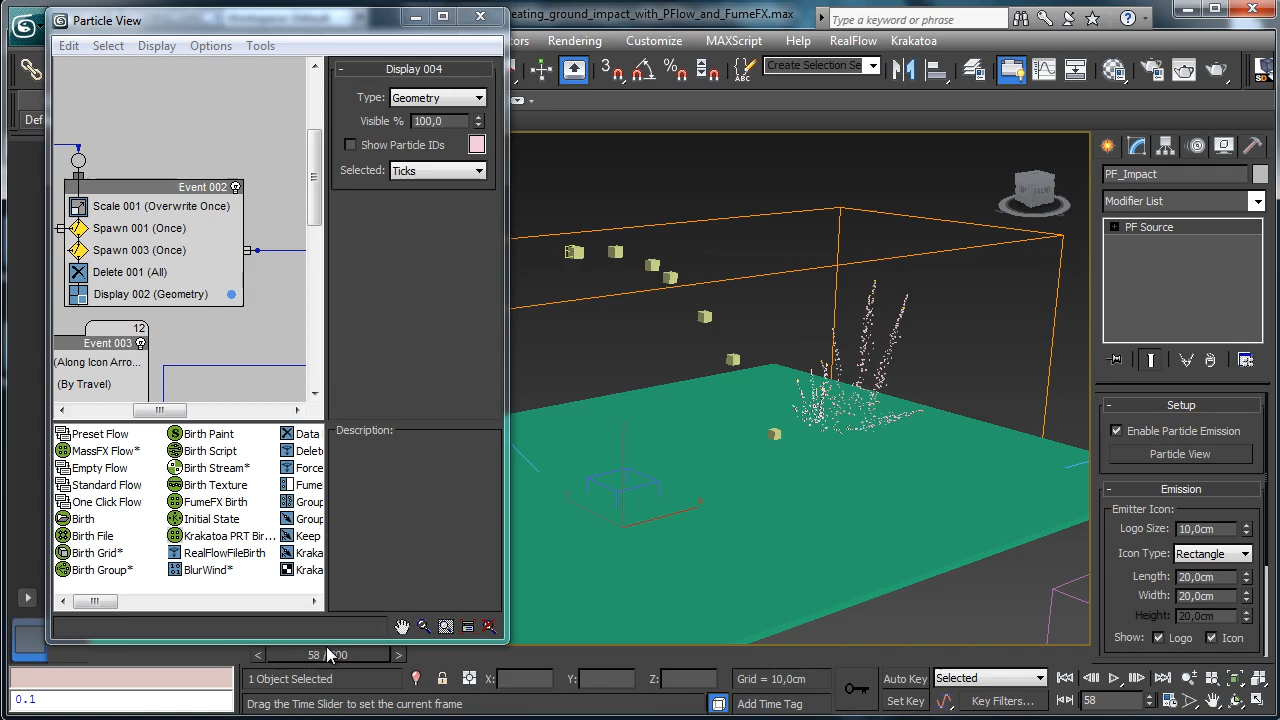 Particle View
eating_ground_impact_with_PFlow_and_FumeFX.max
Type a keyword or phrase
Edit Select Display Options Tools
ors Rendering Customize MAXScript Help RealFlow Krakatoa
3
Create Selection Se
Def
Display 004
Type: Geometry
Visible % 100,0
Show Particle IDs
Selected: Ticks
Event 002
Scale 001 (Overwrite Once)
Spawn 001 (Once)
Spawn 003 (Once)
Delete 001 (All)
Display 002 (Geometry)
12
Event 003
(Along Icon Arro...
(By Travel)
Preset Flow Birth Paint Data
MassFX Flow* Birth Script Delet
Empty Flow Birth Stream* Force
Standard Flow Birth Texture Fume
One Click Flow FumeFX Birth Group
Birth Initial State Group
Birth File Krakatoa PRT Bir... Keep
Birth Grid* RealFlowFileBirth Kraka
Birth Group* BlurWind* Kraka
Description:
PF_Impact
Modifier List
PF Source
Setup
Enable Particle Emission
Particle View
Emission
Emitter Icon:
Logo Size: 10,0cm
Icon Type: Rectangle
Length: 20,0cm
Width: 20,0cm
Height: 20,0cm
Show: Logo Icon
0.1
1 Object Selected
X: Y: Z:
Grid = 10,0cm
Drag the Time Slider to set the current frame
Add Time Tag
Auto Key Selected
Set Key Key Filters...
58